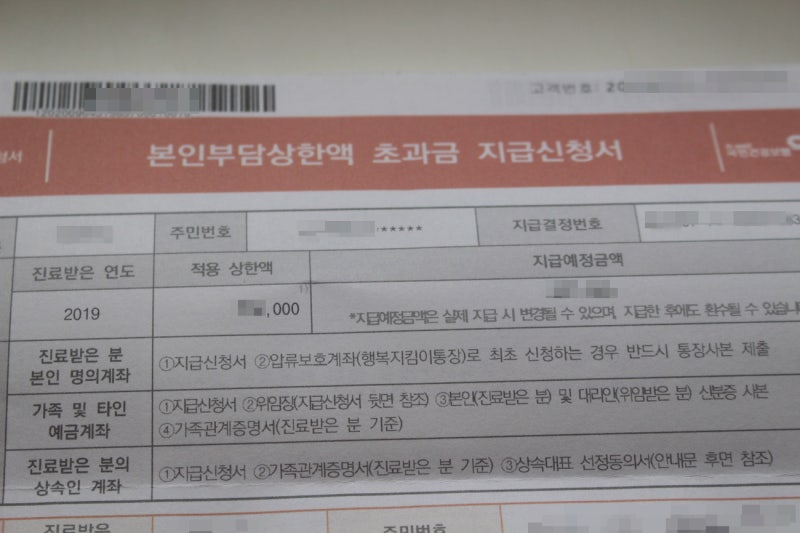 고객번호: 20
청서
본인부담상한액 초과금 지급신청서
국민건강보험
주민번호 ***** 지급결정번호
진료받은 연도 적용 상한액 지급예정금액
2019 ,000 1)
*지급예정금액은 실제 지급 시 변경될 수 있으며, 지급한 후에도 환수될 수 있습니
진료받은 분 본인 명의계좌
①지급신청서 ②압류보호계좌(행복지킴이통장)로 최초 신청하는 경우 반드시 통장사본 제출
가족 및 타인 예금계좌
①지급신청서 ②위임장(지급신청서 뒷면 참조) ③본인(진료받은 분) 및 대리인(위임받은 분) 신분증 사본
④가족관계증명서(진료받은 분 기준)
진료받은 분의 상속인 계좌
①지급신청서 ②가족관계증명서(진료받은 분 기준) ③상속대표 선정동의서(안내문 후면 참조)
진료받은 주민번호